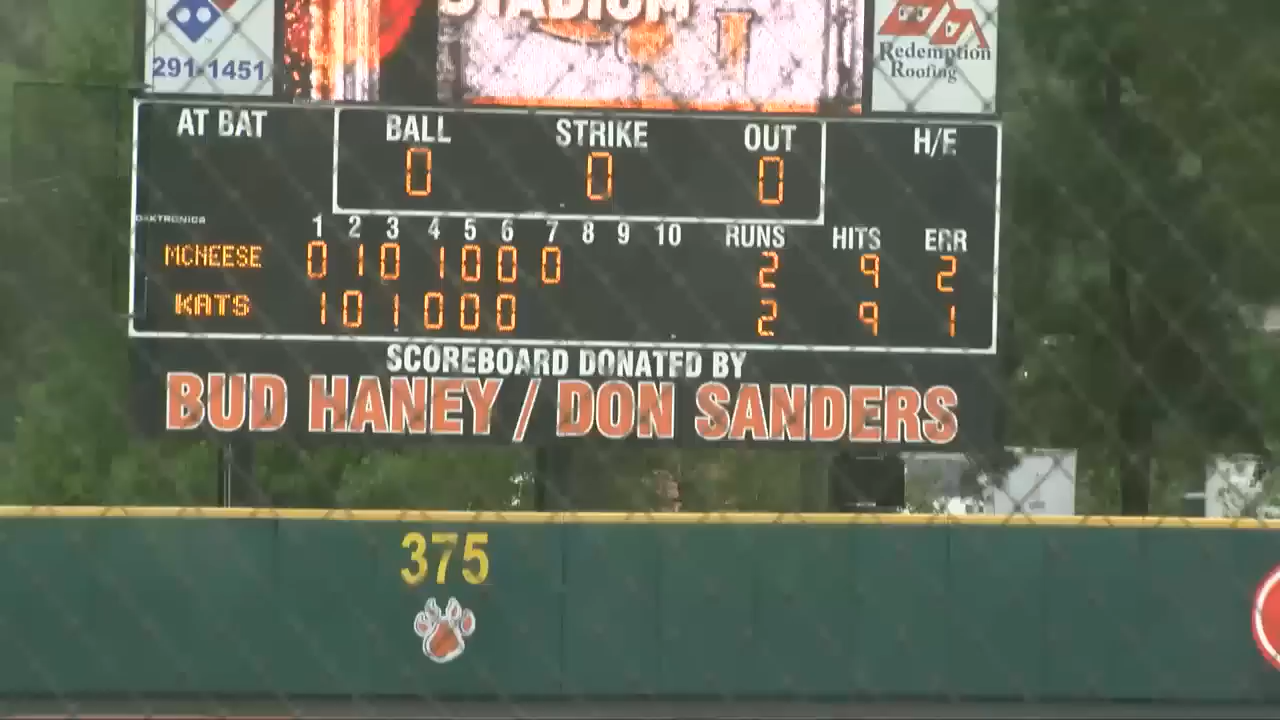 STADIUM
291-1451
Redemption
Roofing
AT BAT BALL STRIKE OUT H/E
0 0 0
DAKTRONICS
1 2 3 4 5 6 7 8 9 10 RUNS HITS ERR
MCNEESE 0 1 0 1 0 0 0 2 9 2
KATS 1 0 1 0 0 0 2 9 1
SCOREBOARD DONATED BY
BUD HANEY / DON SANDERS
375